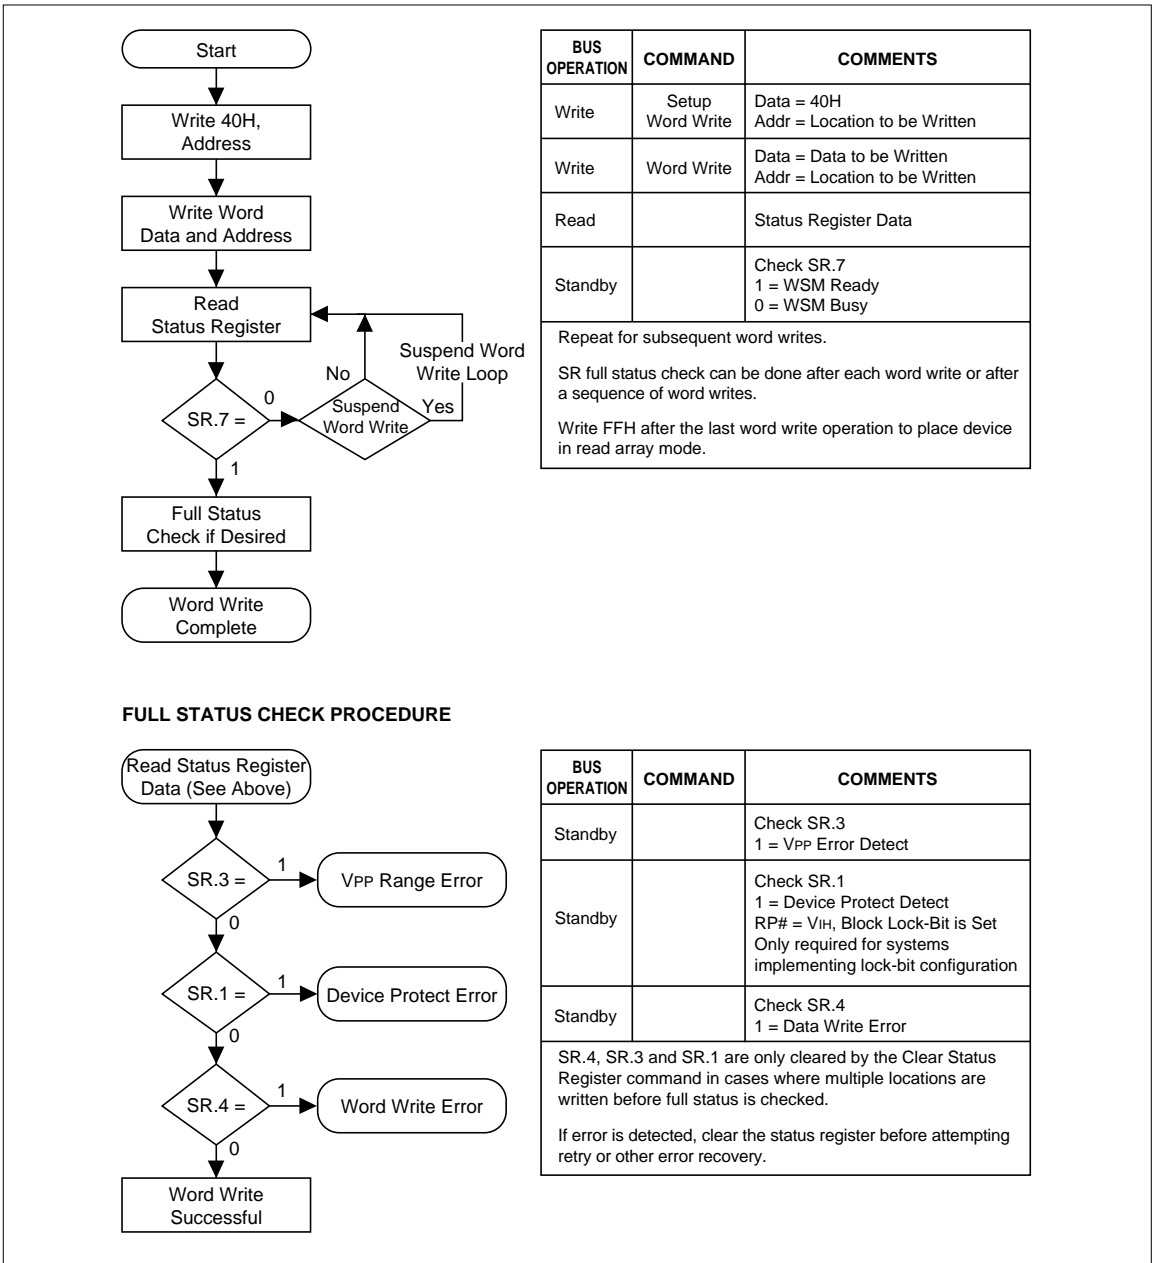 Start
Write 40H,
Address
Write Word
Data and Address
Read
Status Register
Suspend Word
Write Loop
No
SR.7 =
0
Suspend
Word Write
Yes
1
Full Status
Check if Desired
Word Write
Complete
BUS
OPERATION
COMMAND
COMMENTS
Write
Setup
Word Write
Data = 40H
Addr = Location to be Written
Write
Word Write
Data = Data to be Written
Addr = Location to be Written
Read
Status Register Data
Standby
Check SR.7
1 = WSM Ready
0 = WSM Busy
Repeat for subsequent word writes.
SR full status check can be done after each word write or after
a sequence of word writes.
Write FFH after the last word write operation to place device
in read array mode.
FULL STATUS CHECK PROCEDURE
Read Status Register
Data (See Above)
SR.3 =
1
VPP Range Error
0
SR.1 =
1
Device Protect Error
0
SR.4 =
1
Word Write Error
0
Word Write
Successful
BUS
OPERATION
COMMAND
COMMENTS
Standby
Check SR.3
1 = VPP Error Detect
Standby
Check SR.1
1 = Device Protect Detect
RP# = VIH, Block Lock-Bit is Set
Only required for systems
implementing lock-bit configuration
Standby
Check SR.4
1 = Data Write Error
SR.4, SR.3 and SR.1 are only cleared by the Clear Status
Register command in cases where multiple locations are
written before full status is checked.
If error is detected, clear the status register before attempting
retry or other error recovery.